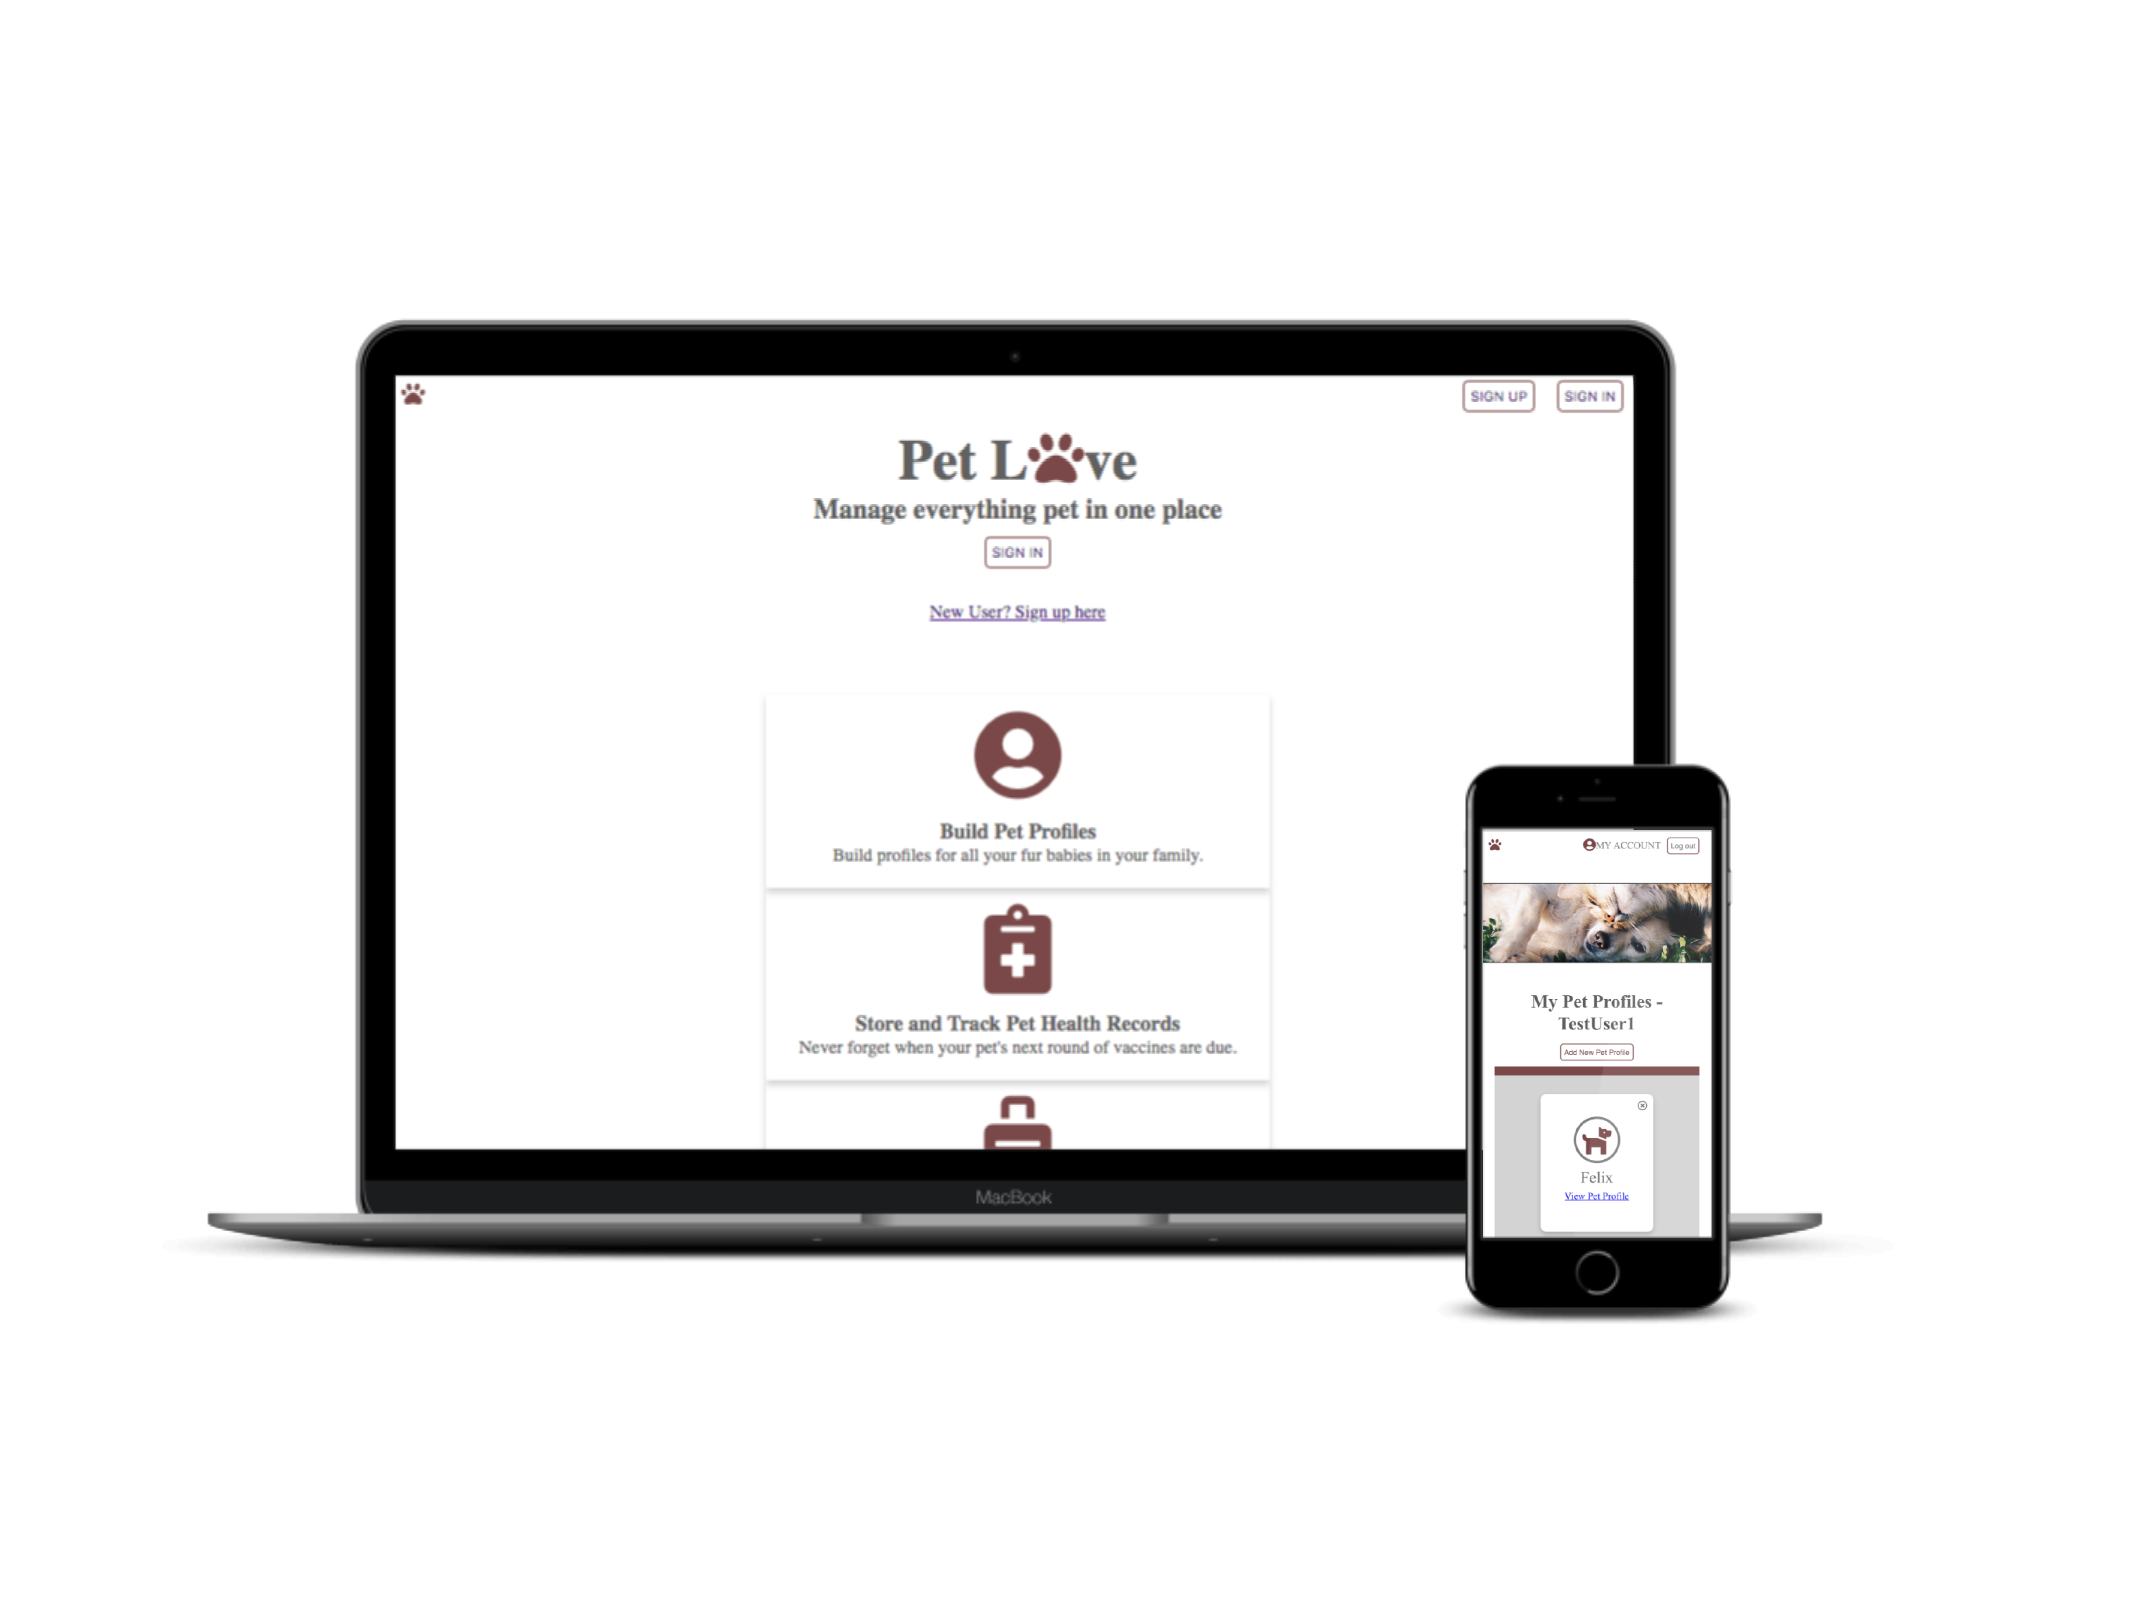 SIGN UP SIGN IN
Pet L ve
Manage everything pet in one place
SIGN IN
New User? Sign up here
Build Pet Profiles
Build profiles for all your fur babies in your family.
Store and Track Pet Health Records
Never forget when your pet's next round of vaccines are due.
MacBook
MY ACCOUNT Log out
My Pet Profiles -
TestUser1
Add New Pet Profile
Felix
View Pet Profile